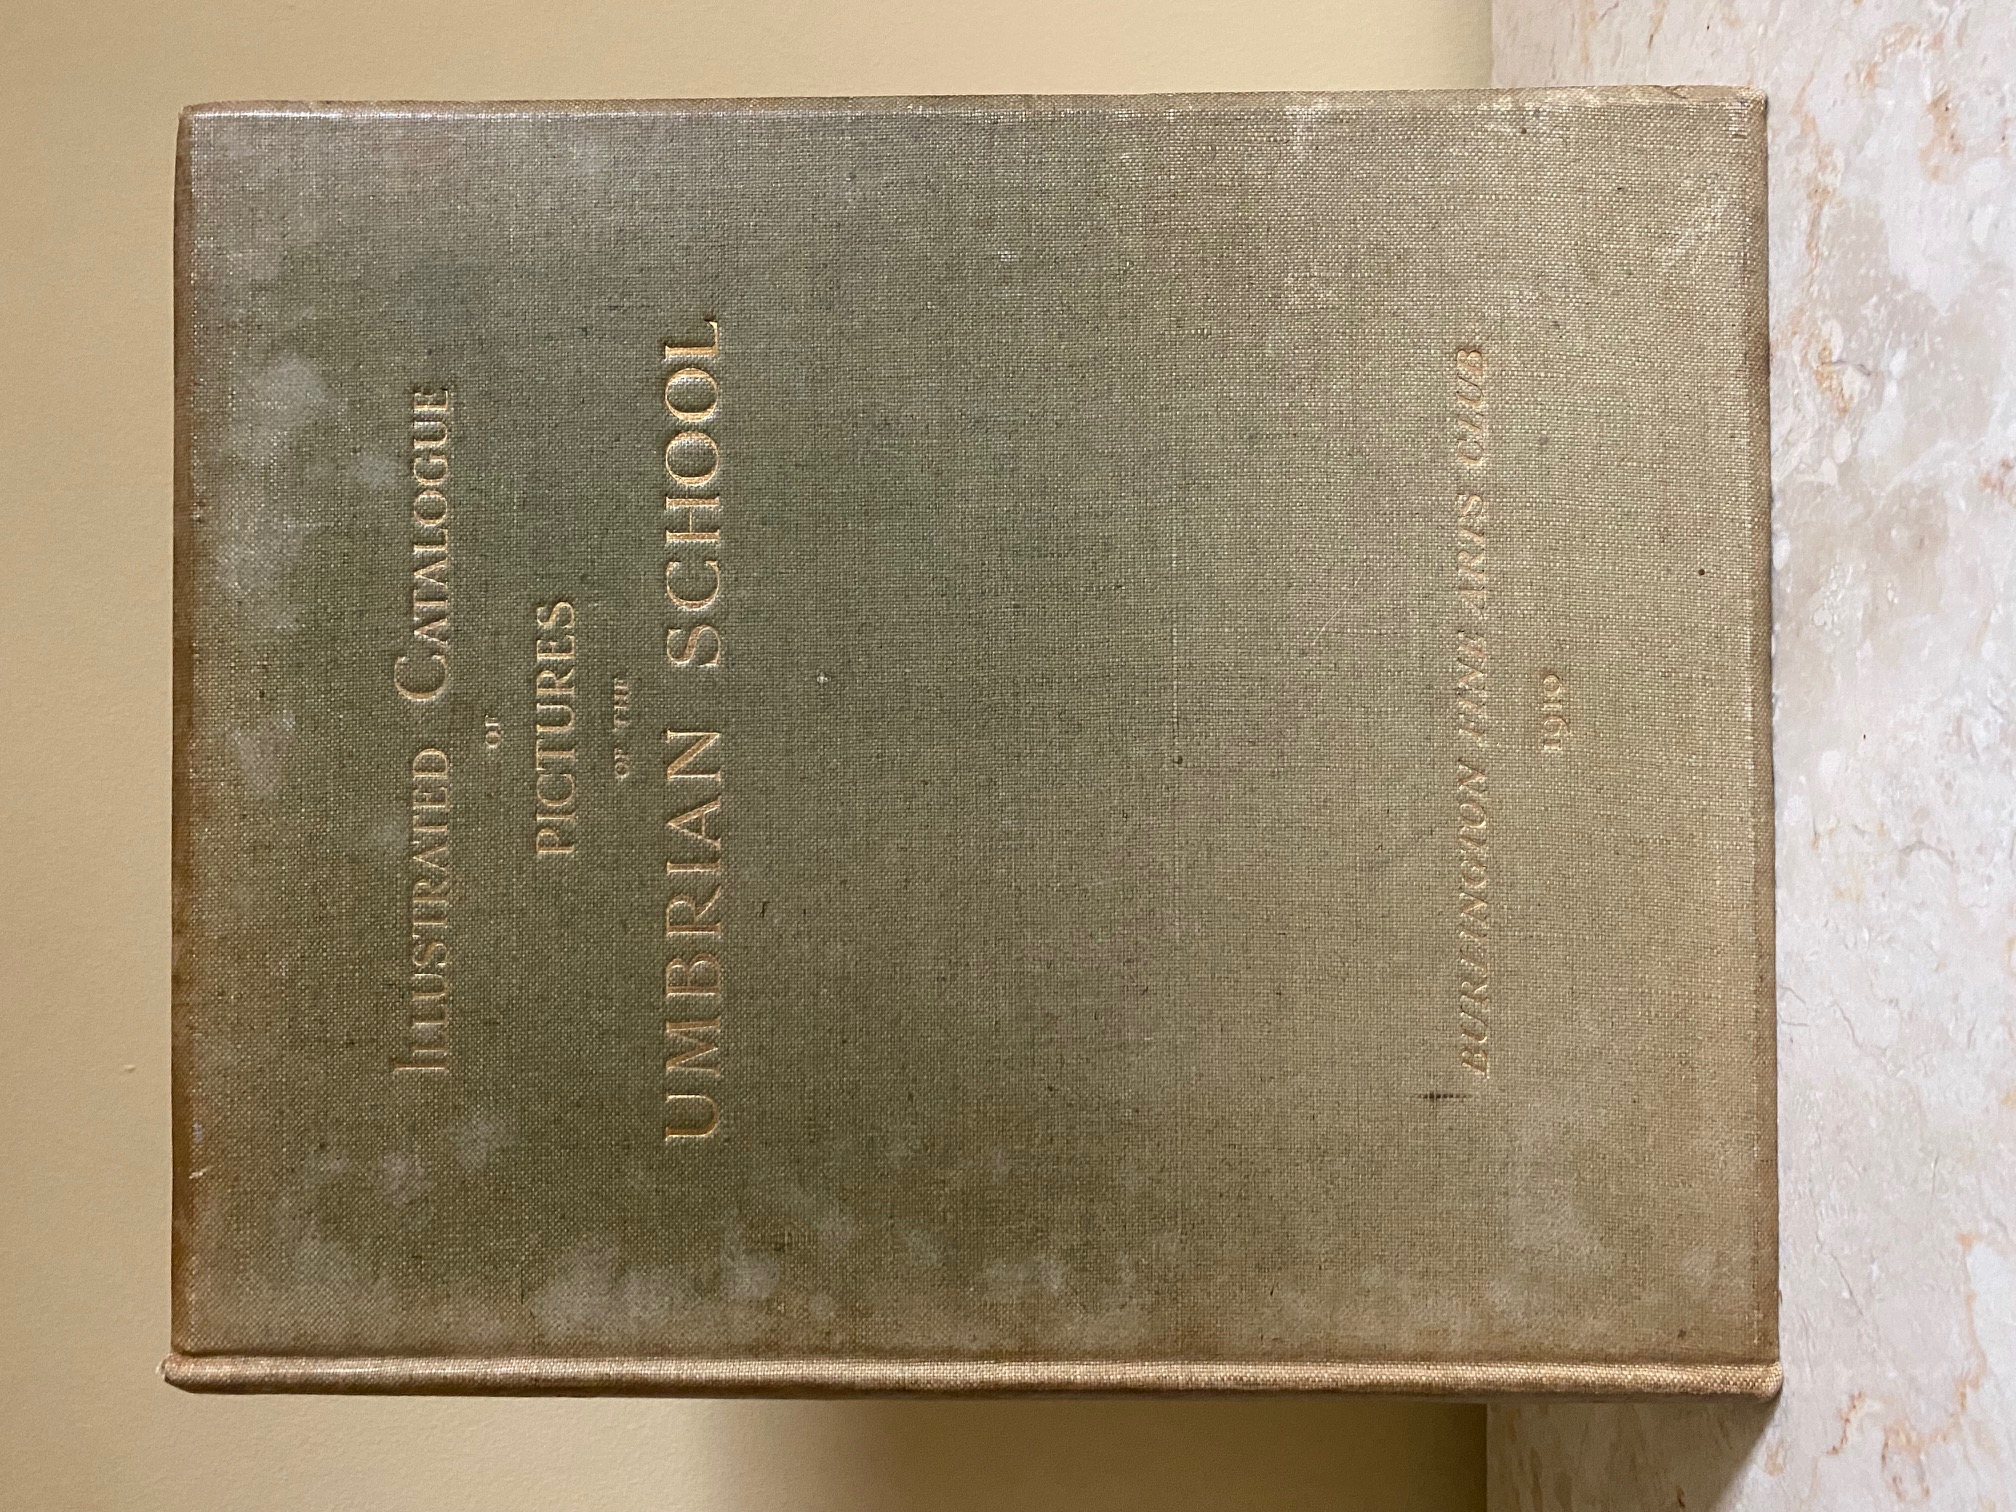 Illustrated Catalogue
of
PICTURES
OF THE
UMBRIAN SCHOOL
BURLINGTON FINE ARTS CLUB
1910